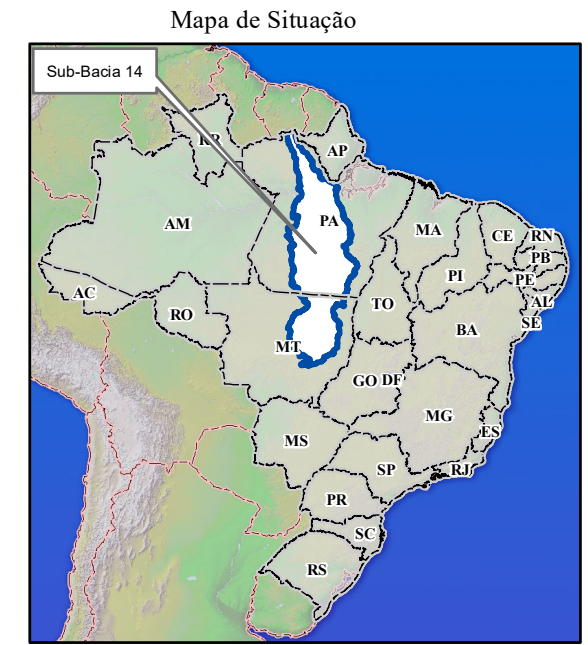 Mapa de Situação
Sub-Bacia 14
RR
AP
PA
AM
MA
CE
RN
PB
PI
PE
AC
RO
TO
AL
SE
BA
MT
GO DF
MG
ES
MS
SP
RJ
PR
SC
RS